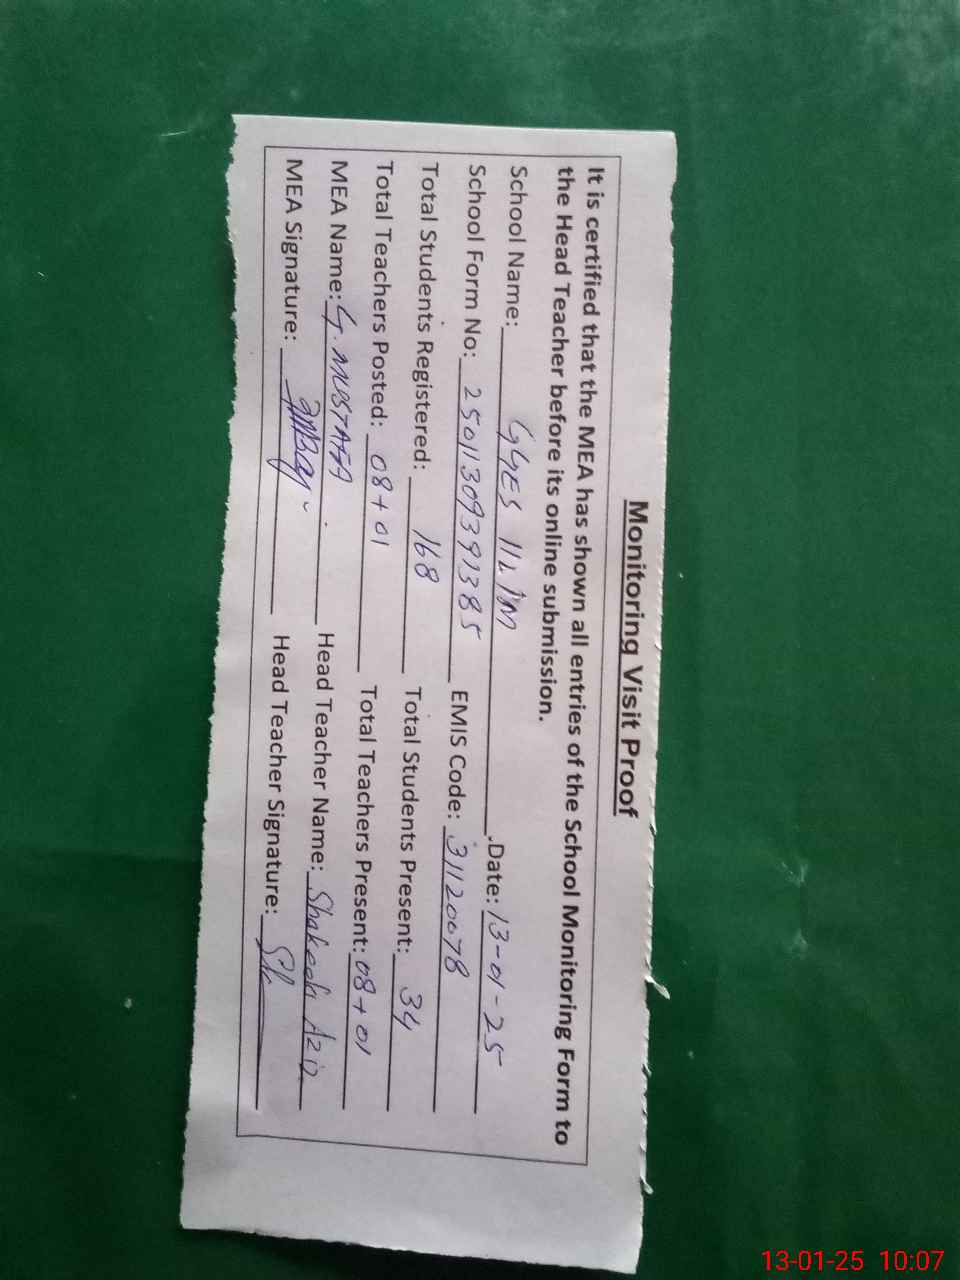 Monitoring Visit Proof
It is certified that the MEA has shown all entries of the School Monitoring Form to
the Head Teacher before its online submission.
School Name: GGES 11L/M .Date: 13-01-25
School Form No: 2501130939 385 EMIS Code: 31120078
Total Students Registered: 168 Total Students Present: 34
Total Teachers Posted: 08+01 Total Teachers Present: 08+01
MEA Name: G. MUSTAFA Head Teacher Name: Shakeela Aziz
MEA Signature: Head Teacher Signature:
13-01-25 10:07